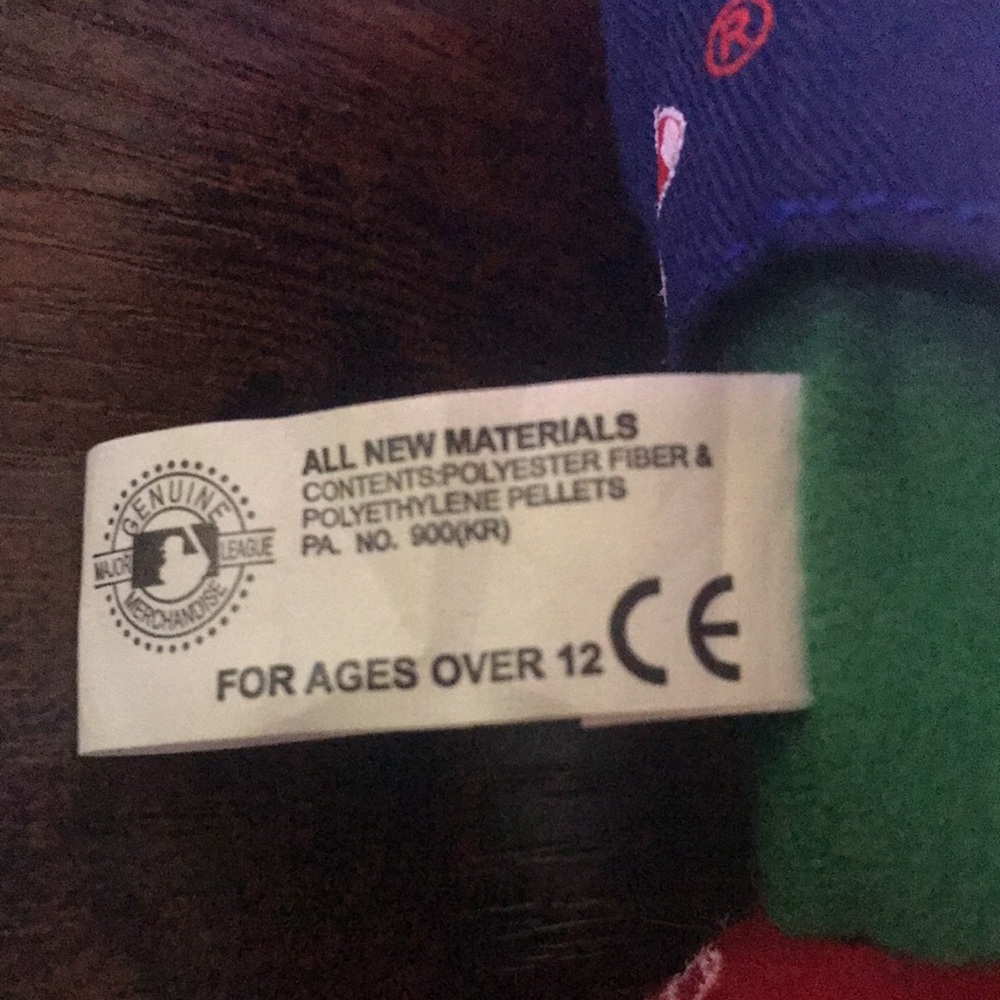 ®
GENUINE
MAJOR LEAGUE
MERCHANDISE
ALL NEW MATERIALS
CONTENTS:POLYESTER FIBER &
POLYETHYLENE PELLETS
PA. NO. 900(KR)
FOR AGES OVER 12 CE